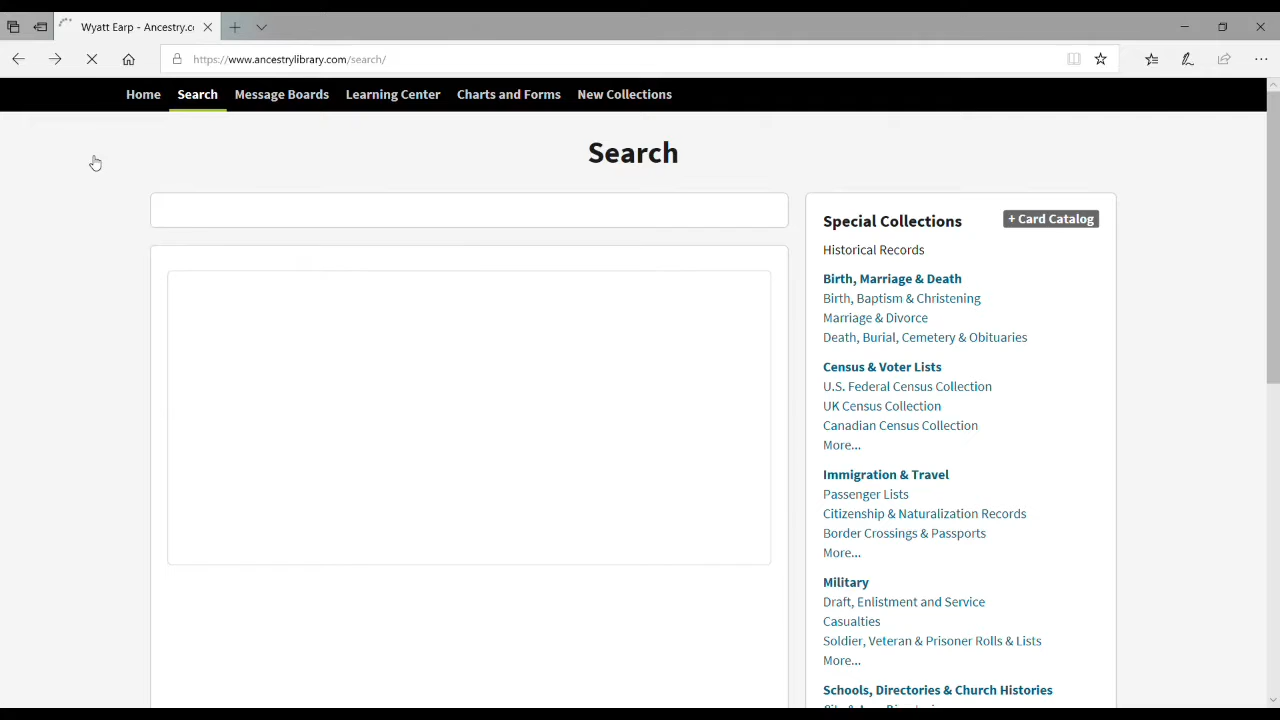 Wyatt Earp - Ancestry.c
https://www.ancestrylibrary.com/search/
Home Search Message Boards Learning Center Charts and Forms New Collections
Search
Special Collections + Card Catalog
Historical Records
Birth, Marriage & Death
Birth, Baptism & Christening
Marriage & Divorce
Death, Burial, Cemetery & Obituaries
Census & Voter Lists
U.S. Federal Census Collection
UK Census Collection
Canadian Census Collection
More...
Immigration & Travel
Passenger Lists
Citizenship & Naturalization Records
Border Crossings & Passports
More...
Military
Draft, Enlistment and Service
Casualties
Soldier, Veteran & Prisoner Rolls & Lists
More...
Schools, Directories & Church Histories